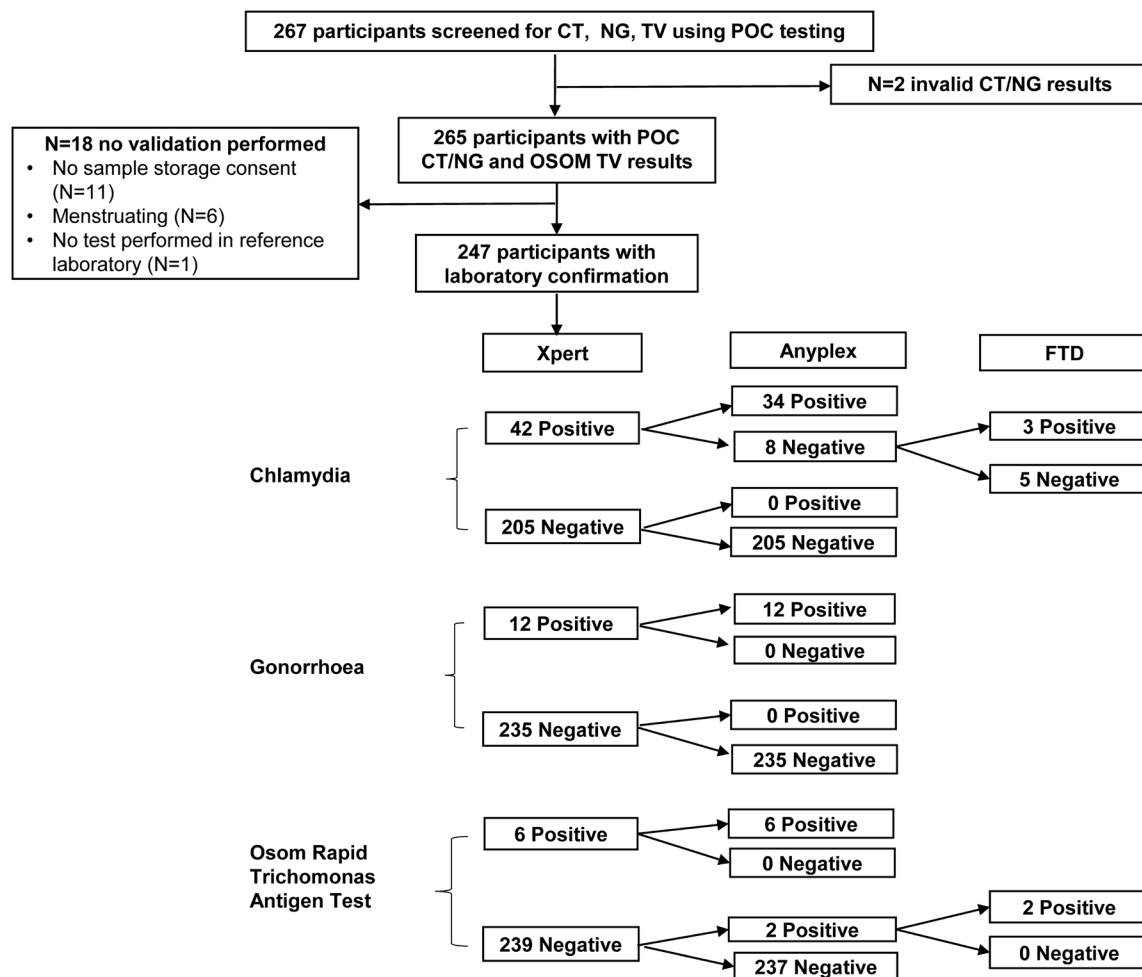 267 participants screened for CT, NG, TV using POC testing
N=2 invalid CT/NG results
265 participants with POC
CT/NG and OSOM TV results
N=18 no validation performed
• No sample storage consent
(N=11)
• Menstruating (N=6)
• No test performed in reference
laboratory (N=1)
247 participants with
laboratory confirmation
Xpert
Anyplex
FTD
Chlamydia
42 Positive
34 Positive
8 Negative
3 Positive
5 Negative
205 Negative
0 Positive
205 Negative
Gonorrhoea
12 Positive
12 Positive
0 Negative
235 Negative
0 Positive
235 Negative
Osom Rapid
Trichomonas
Antigen Test
6 Positive
6 Positive
0 Negative
239 Negative
2 Positive
237 Negative
2 Positive
0 Negative